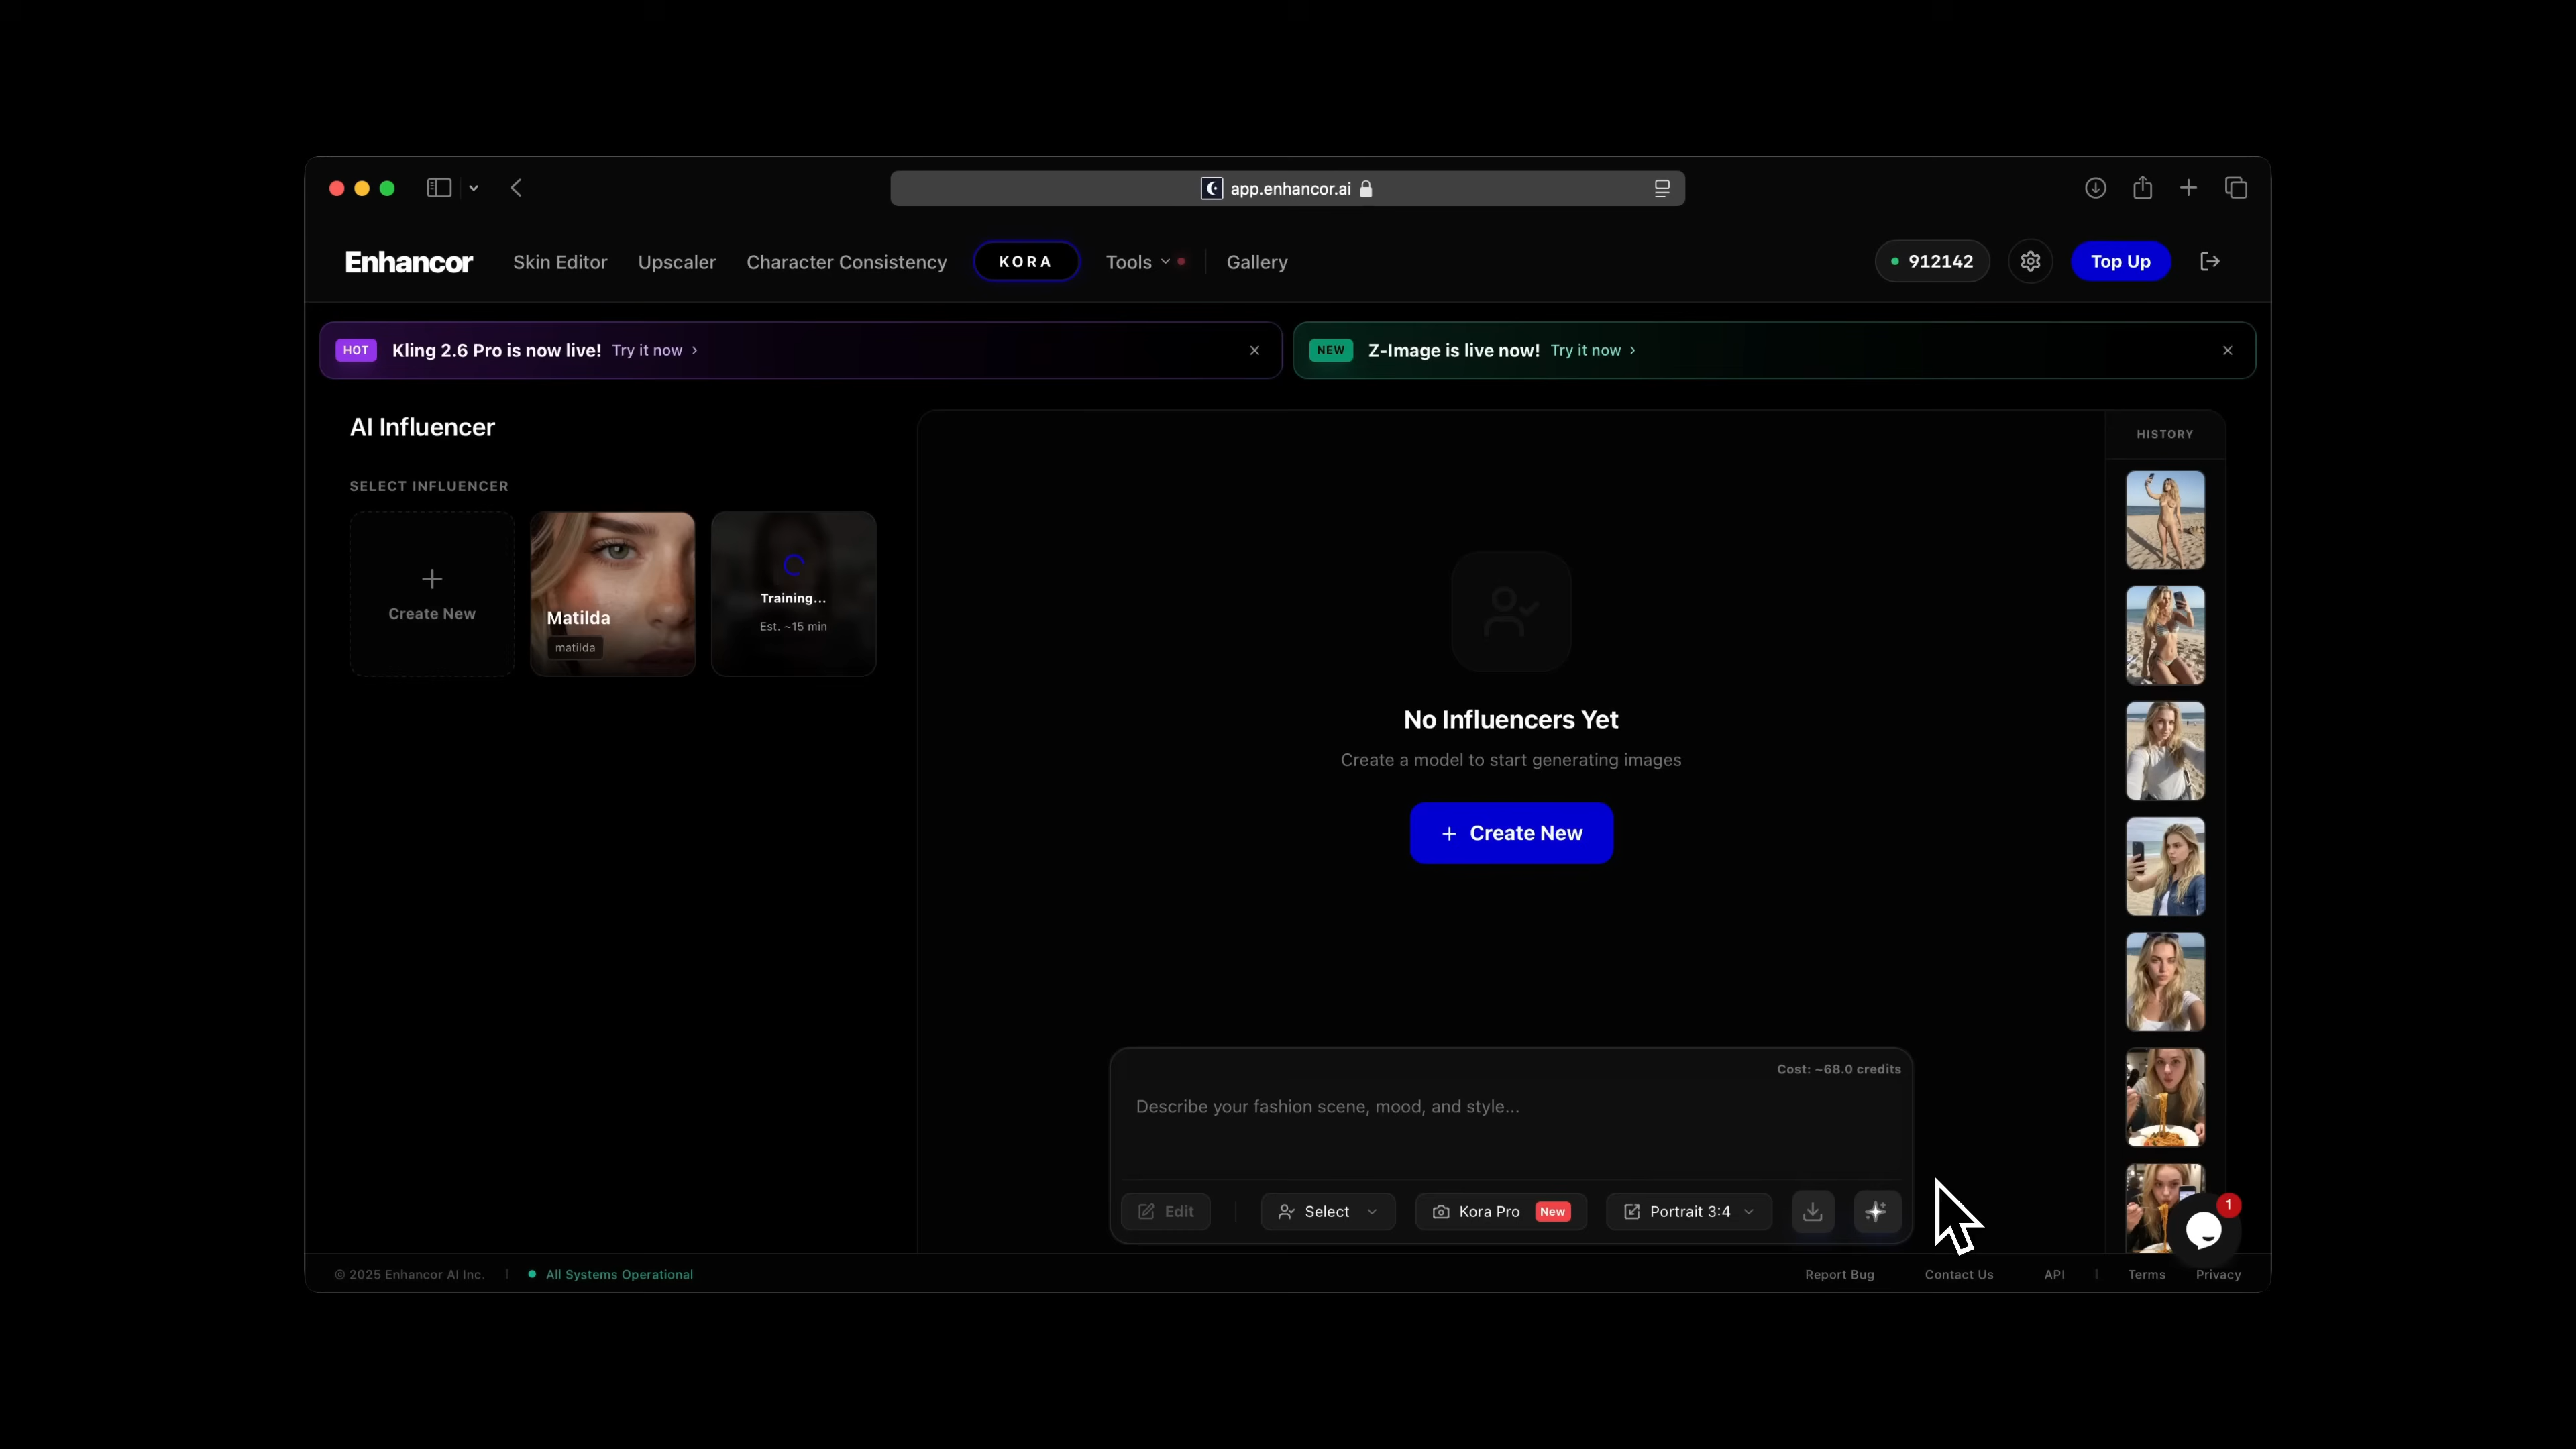 app.enhancor.ai
Enhancor
Skin Editor
Upscaler
Character Consistency
KORA
Tools
Gallery
912142
Top Up
HOT
Kling 2.6 Pro is now live!
Try it now
NEW
Z-Image is live now!
Try it now
AI Influencer
SELECT INFLUENCER
Create New
Matilda
matilda
Training...
Est. ~15 min
HISTORY
No Influencers Yet
Create a model to start generating images
Create New
Cost: ~68.0 credits
Describe your fashion scene, mood, and style...
Edit
Select
Kora Pro
New
Portrait 3:4
1
© 2025 Enhancor AI Inc.
All Systems Operational
Report Bug
Contact Us
API
Terms
Privacy